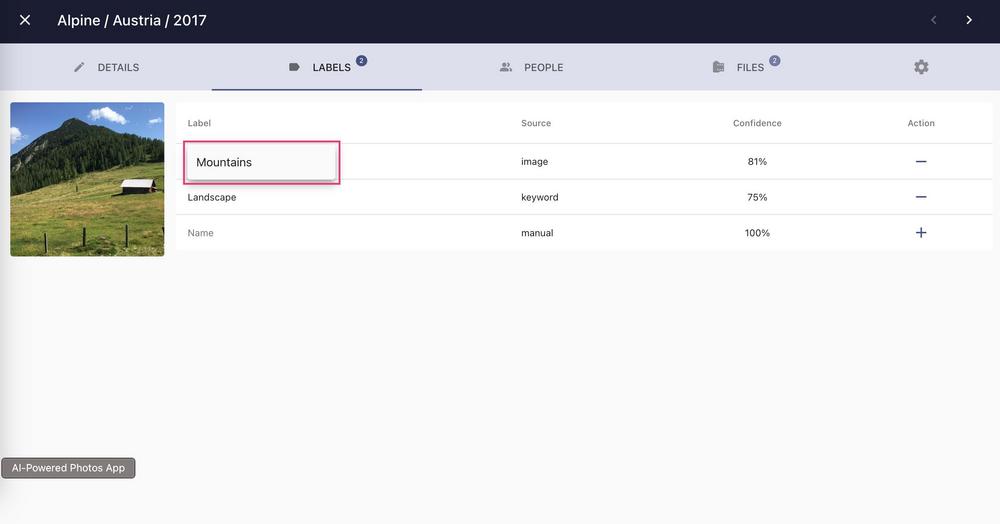 Alpine / Austria / 2017
DETAILS LABELS 2 PEOPLE FILES 2
Label Source Confidence Action
Mountains image 81%
Landscape keyword 75%
Name manual 100%
AI-Powered Photos App